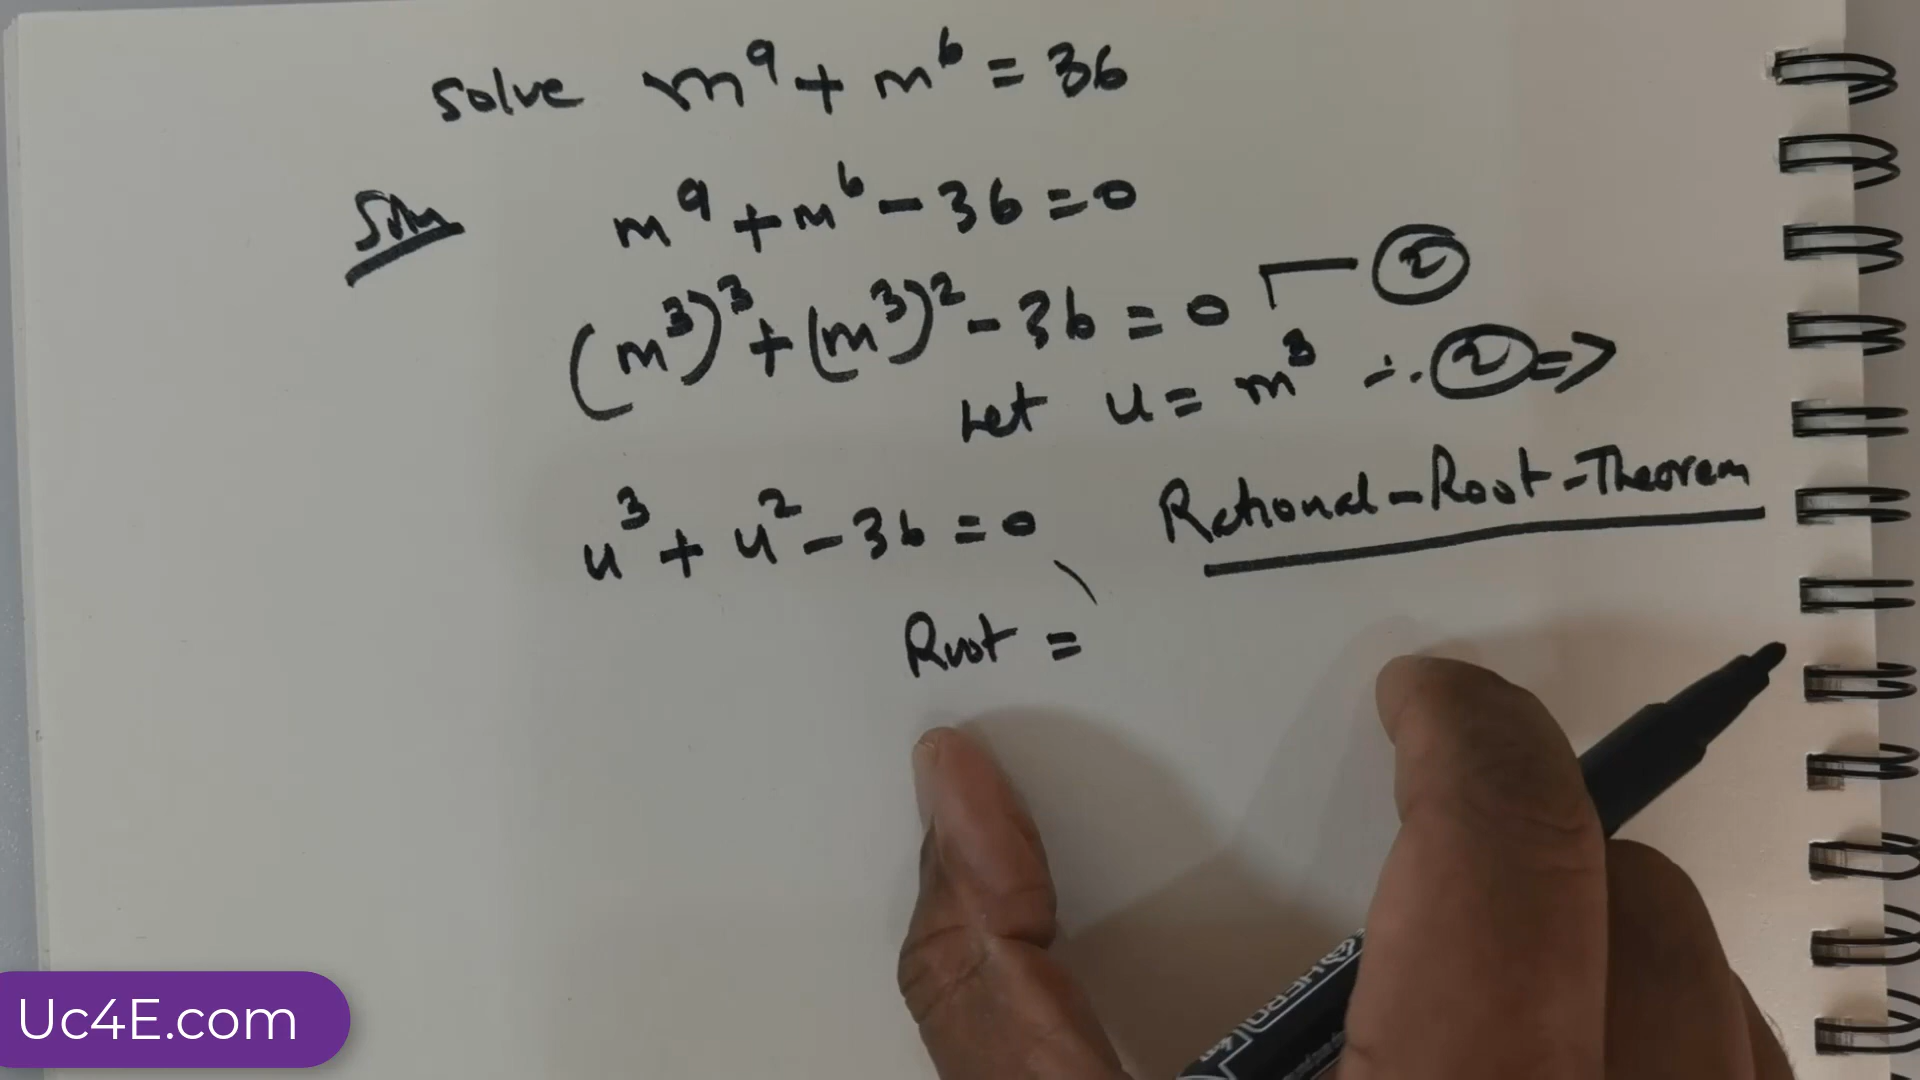 solve m⁹ + m⁶ = 36
Soln
m⁹ + m⁶ - 36 = 0
(m³)³ + (m³)² - 36 = 0
②
Let u = m³ ∴ ② =>
u³ + u² - 36 = 0
Rational-Root-Theorem
Root =
Uc4E.com